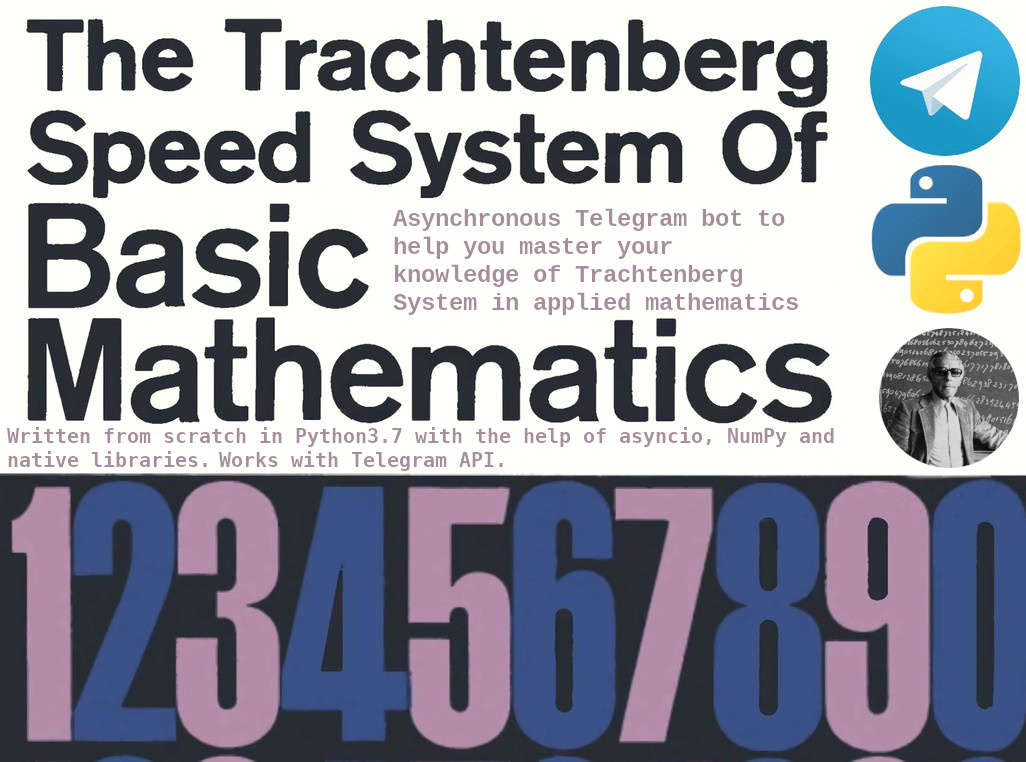 The Trachtenberg
Speed System Of
Basic
Asynchronous Telegram bot to
help you master your
knowledge of Trachtenberg
System in applied mathematics
Mathematics
Written from scratch in Python3.7 with the help of asyncio, NumPy and
native libraries. Works with Telegram API.
1234567890